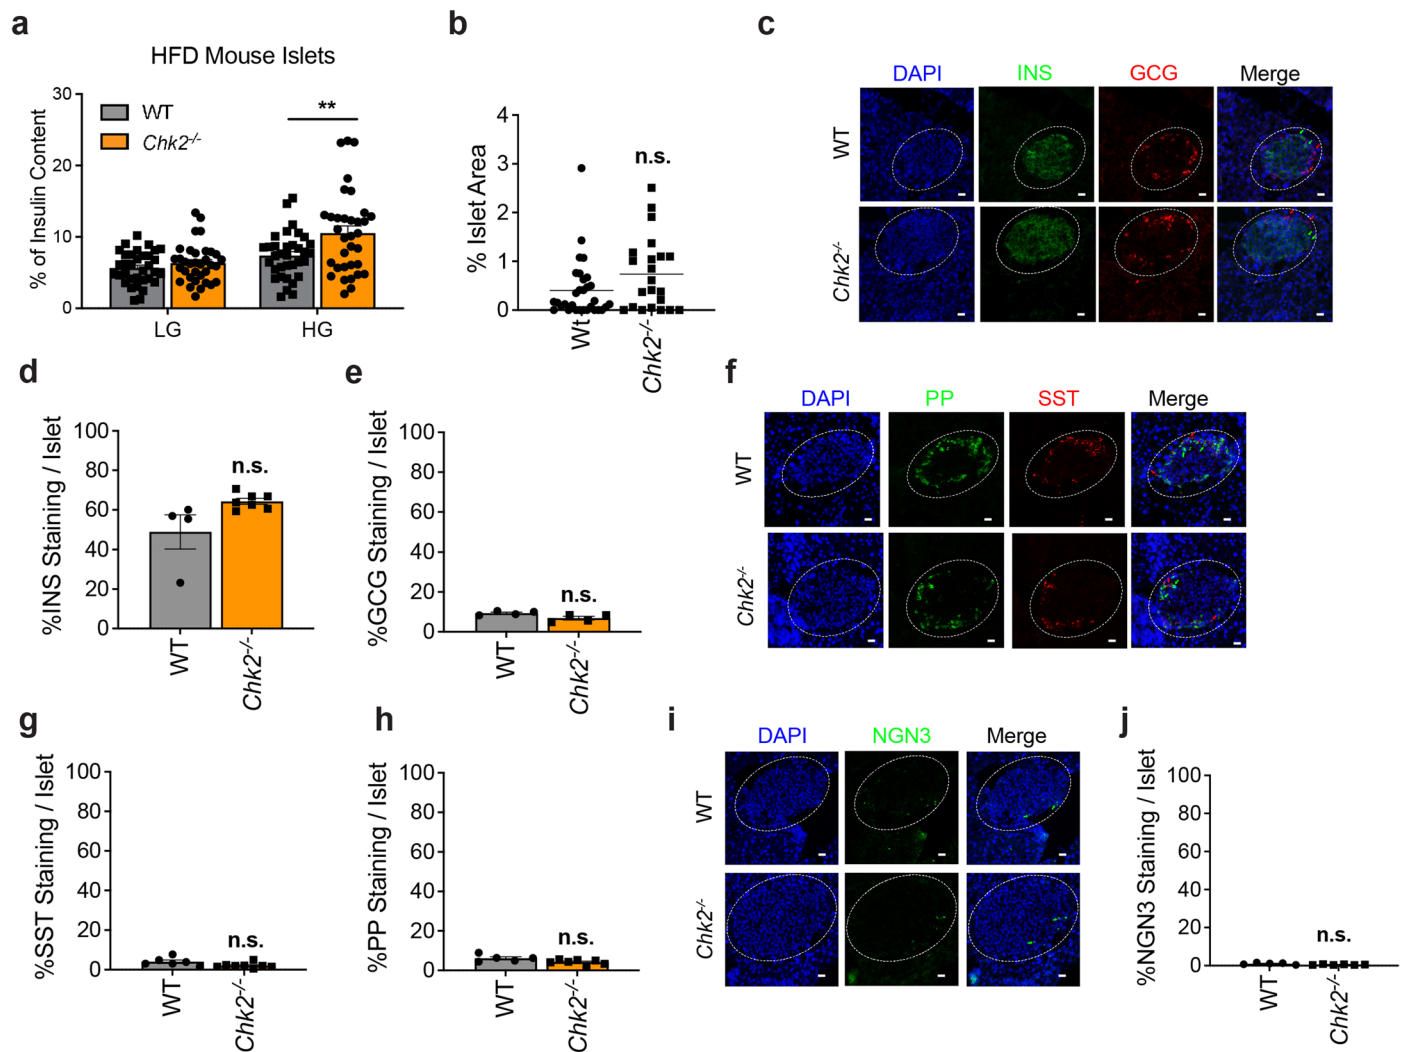 a
HFD Mouse Islets
% of Insulin Content
30
20
10
0
WT
Chk2-/-
**
LG
HG
b
% Islet Area
4
3
2
1
0
n.s.
Wt
Chk2-/-
c
DAPI
INS
GCG
Merge
WT
Chk2-/-
d
%INS Staining / Islet
100
80
60
40
20
0
n.s.
WT
Chk2-/-
e
%GCG Staining / Islet
100
80
60
40
20
0
n.s.
WT
Chk2-/-
f
DAPI
PP
SST
Merge
WT
Chk2-/-
g
%SST Staining / Islet
100
80
60
40
20
0
n.s.
WT
Chk2-/-
h
%PP Staining / Islet
100
80
60
40
20
0
n.s.
WT
Chk2-/-
i
DAPI
NGN3
Merge
WT
Chk2-/-
j
%NGN3 Staining / Islet
100
80
60
40
20
0
n.s.
WT
Chk2-/-